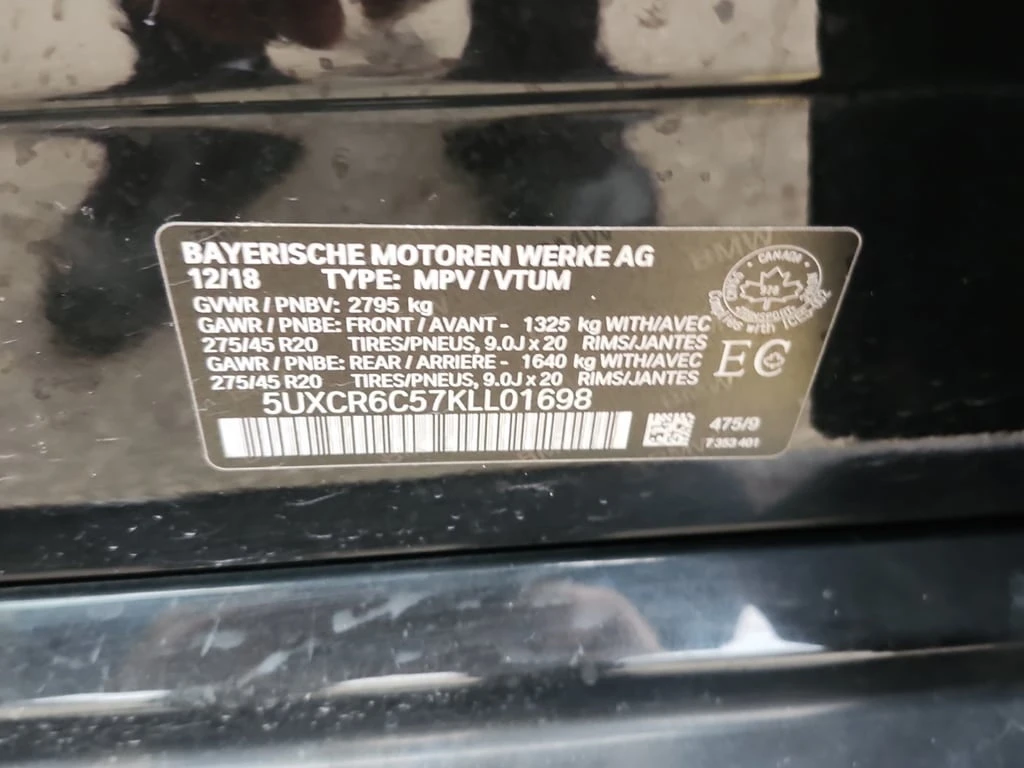 BAYERISCHE MOTOREN WERKE AG
12/18 TYPE: MPV / VTUM
GVWR / PNBV: 2795 kg
GAWR / PNBE: FRONT / AVANT - 1325 kg WITH/AVEC
275/45 R20 TIRES/PNEUS, 9.0J x 20 RIMS/JANTES
GAWR / PNBE: REAR / ARRIERE - 1640 kg WITH/AVEC
275/45 R20 TIRES/PNEUS, 9.0J x 20 RIMS/JANTES
5UXCR6C57KLL01698
CANADA
EC
475/9
7 353 401
BMW